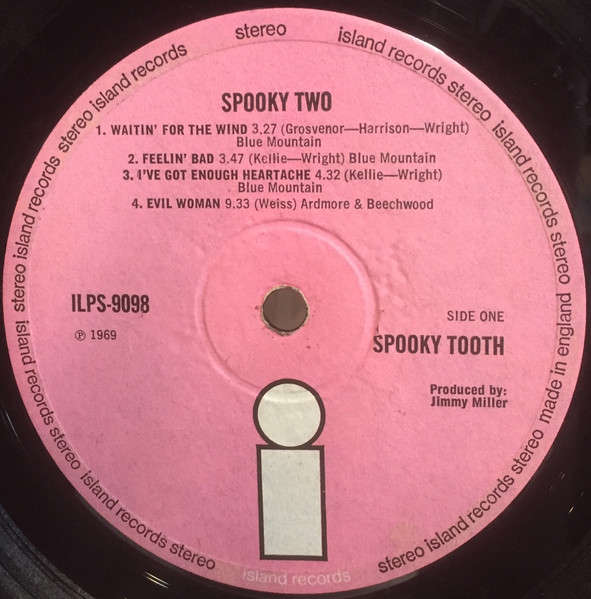 stereo island records stereo island records stereo island records stereo island records stereo made in england stereo island records stereo
island records
SPOOKY TWO
1. WAITIN' FOR THE WIND 3,27 (Grosvenor—Harrison—Wright)
Blue Mountain
2. FEELIN' BAD 3.47 (Kellie—Wright) Blue Mountain
3. I'VE GOT ENOUGH HEARTACHE 4.32 (Kellie—Wright)
Blue Mountain
4. EVIL WOMAN 9.33 (Weiss) Ardmore & Beechwood
ILPS-9098
℗ 1969
SIDE ONE
SPOOKY TOOTH
Produced by:
Jimmy Miller
island records stereo island records stereo